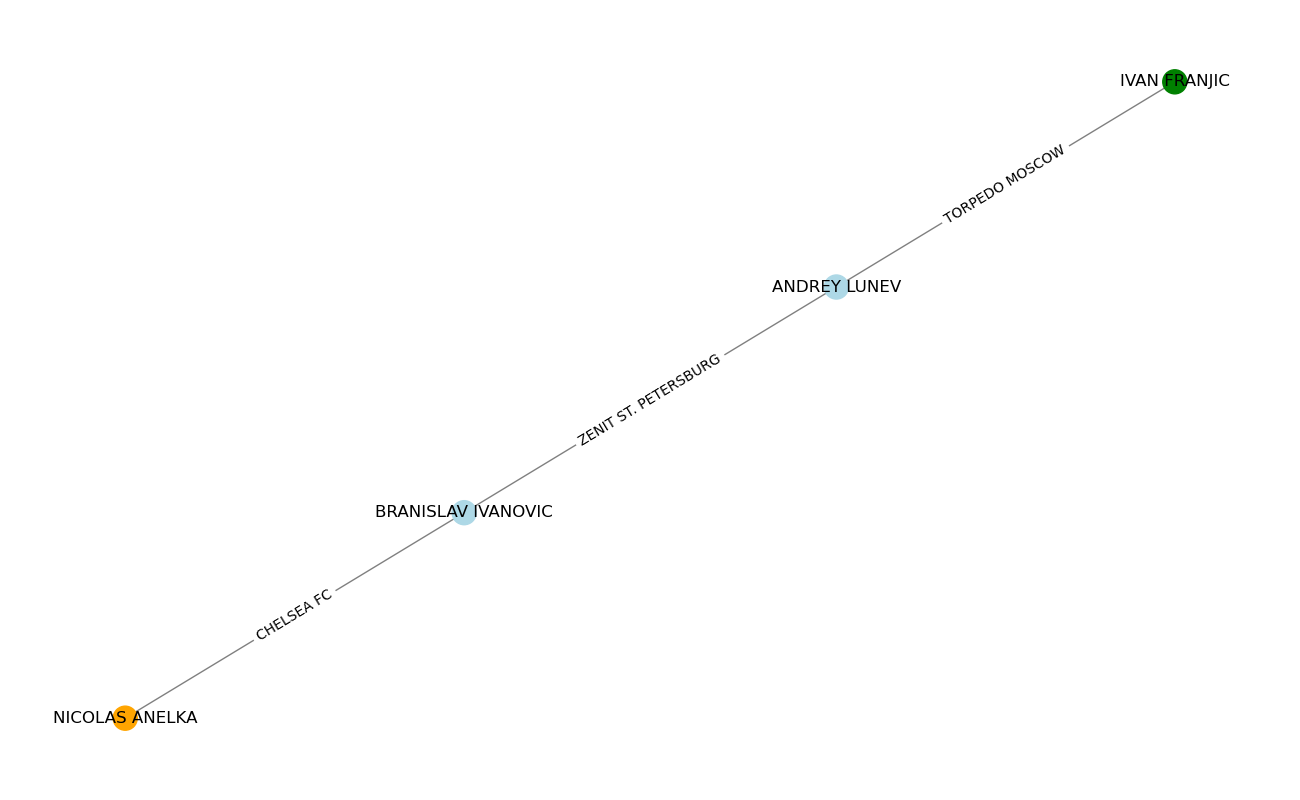 IVAN FRANJIC
TORPEDO MOSCOW
ANDREY LUNEV
ZENIT ST. PETERSBURG
BRANISLAV IVANOVIC
CHELSEA FC
NICOLAS ANELKA